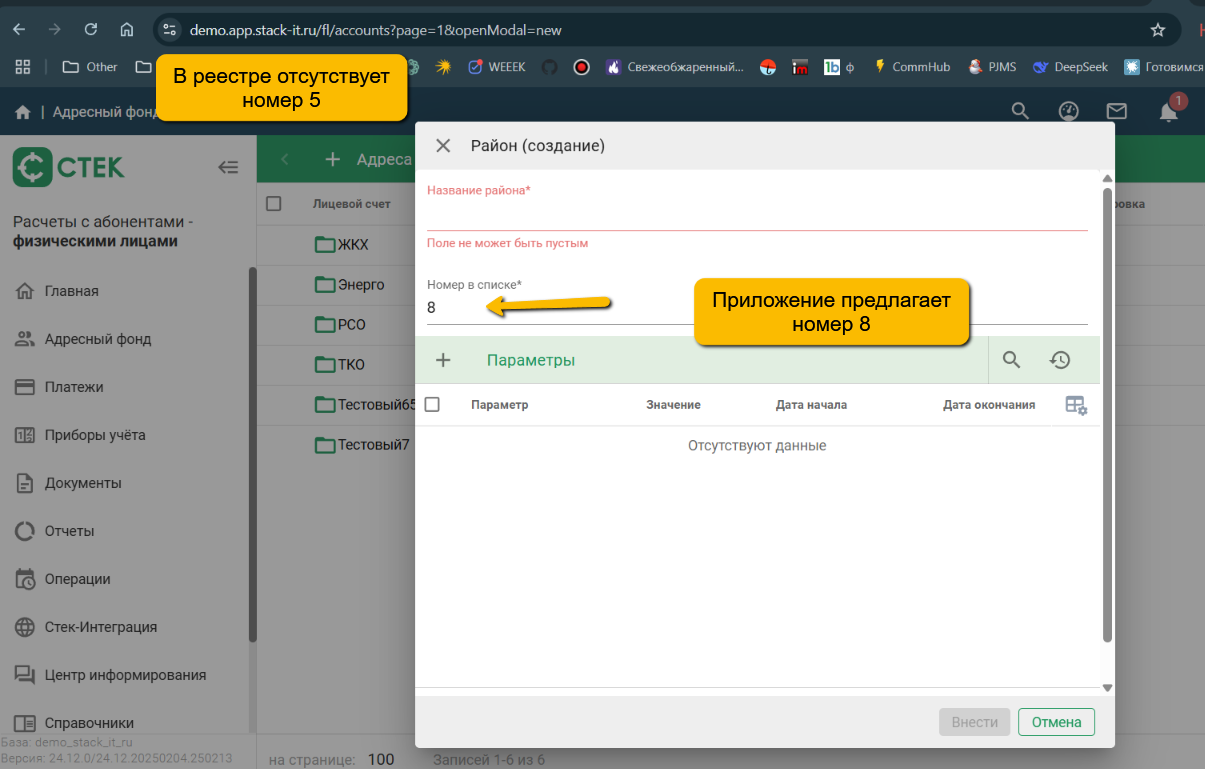 demo.app.stack-it.ru/fl/accounts?page=1&openModal=new
Other
WEEEK
Свежеобжаренный...
im
1b ф
CommHub
PJMS
DeepSeek
Готовимся
В реестре отсутствует
номер 5
| Адресный фонд
1
СТЕК
Расчеты с абонентами -
физическими лицами
Главная
Адресный фонд
Платежи
Приборы учёта
Документы
Отчеты
Операции
Стек-Интеграция
Центр информирования
Справочники
База: demo_stack_it_ru
Версия: 24.12.0/24.12.20250204.250213
Адреса
Лицевой счет
ровка
ЖКХ
Энерго
РСО
ТКО
Тестовый65
Тестовый7
на странице: 100
Записей 1-6 из 6
Район (создание)
Название района*
Поле не может быть пустым
Номер в списке*
8
Приложение предлагает
номер 8
Параметры
Параметр
Значение
Дата начала
Дата окончания
Отсутствуют данные
Внести
Отмена